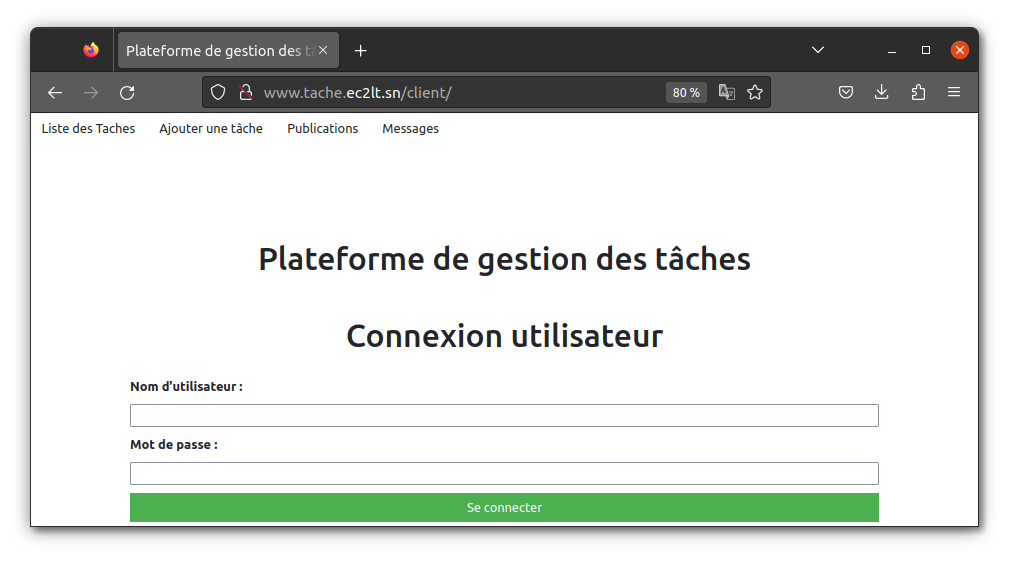 Plateforme de gestion des tâ
www.tache.ec2lt.sn/client/
80 %
Liste des Taches Ajouter une tâche Publications Messages
Plateforme de gestion des tâches
Connexion utilisateur
Nom d'utilisateur :
Mot de passe :
Se connecter